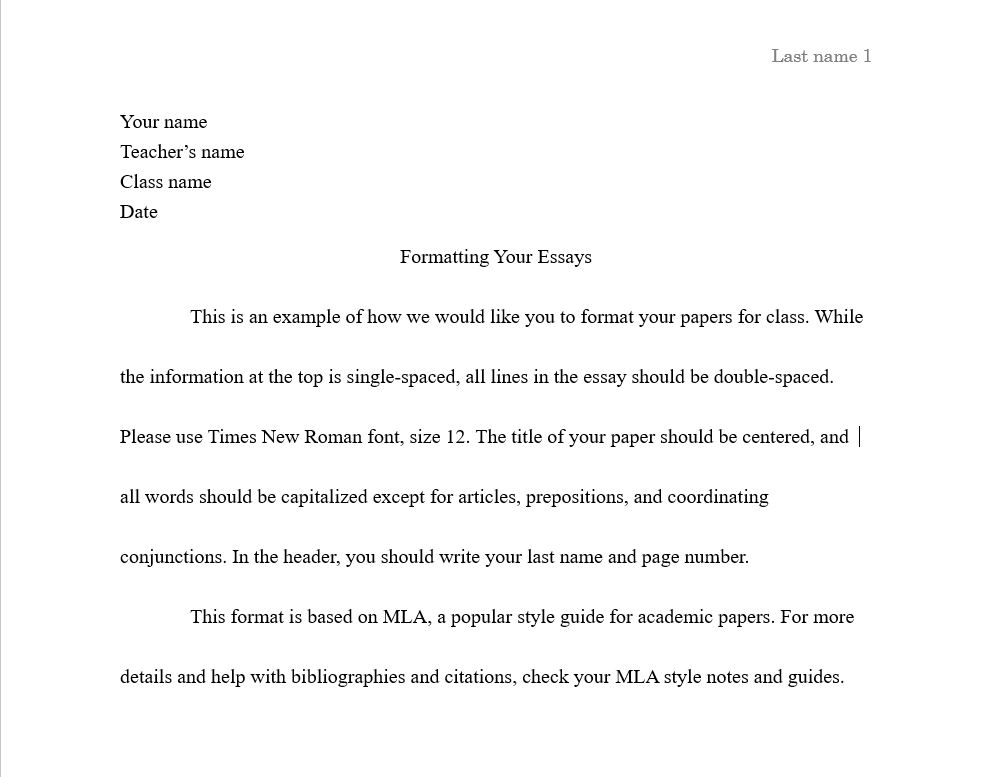 Last name 1
Your name
Teacher’s name
Class name
Date
Formatting Your Essays
This is an example of how we would like you to format your papers for class. While
the information at the top is single-spaced, all lines in the essay should be double-spaced.
Please use Times New Roman font, size 12. The title of your paper should be centered, and
all words should be capitalized except for articles, prepositions, and coordinating
conjunctions. In the header, you should write your last name and page number.
This format is based on MLA, a popular style guide for academic papers. For more
details and help with bibliographies and citations, check your MLA style notes and guides.